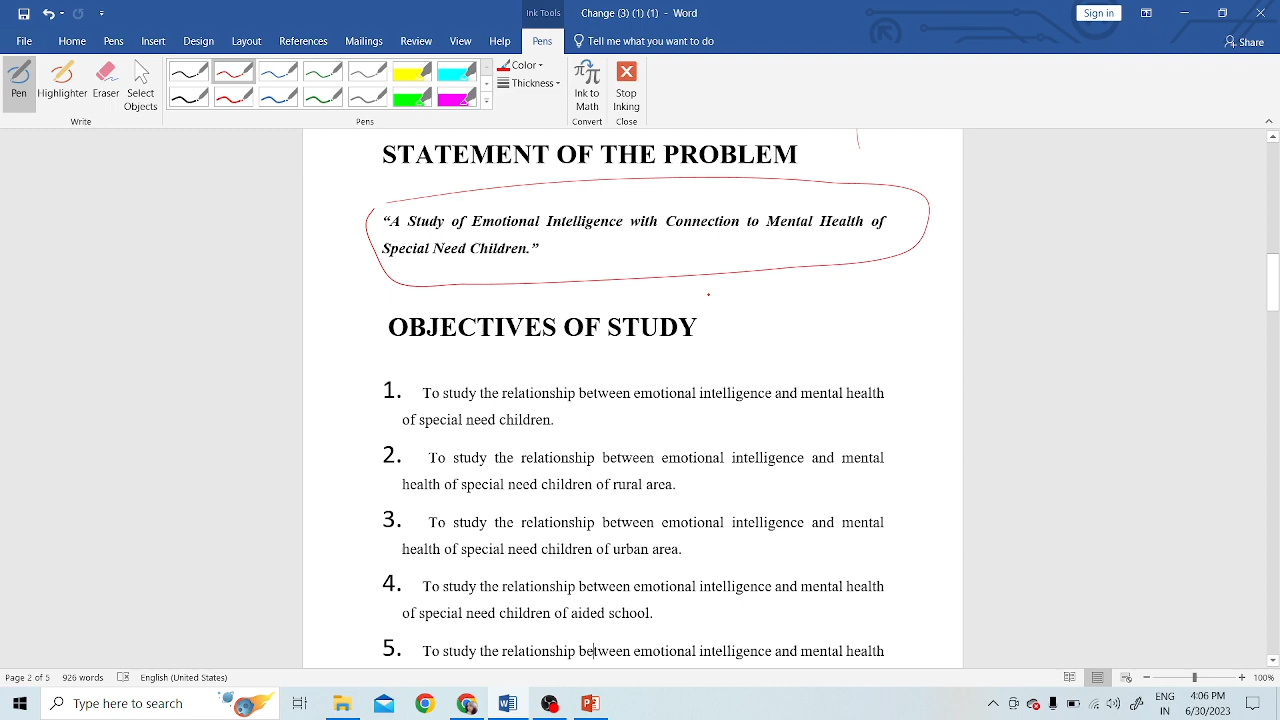 Ink Tools
Change (3) (1) (1) - Word
Sign in
File Home Pens Insert Design Layout References Mailings Review View Help Pens Tell me what you want to do Share
Pen Highlighter Eraser Select Objects
Color
Thickness
Ink to Math
Stop Inking
Write Pens Convert Close
STATEMENT OF THE PROBLEM
“A Study of Emotional Intelligence with Connection to Mental Health of
Special Need Children.”
OBJECTIVES OF STUDY
1. To study the relationship between emotional intelligence and mental health
of special need children.
2. To study the relationship between emotional intelligence and mental
health of special need children of rural area.
3. To study the relationship between emotional intelligence and mental
health of special need children of urban area.
4. To study the relationship between emotional intelligence and mental health
of special need children of aided school.
5. To study the relationship between emotional intelligence and mental health
Page 2 of 5 926 words English (United States) 100%
Type here to search
ENG
IN
4:06 PM
6/30/2023